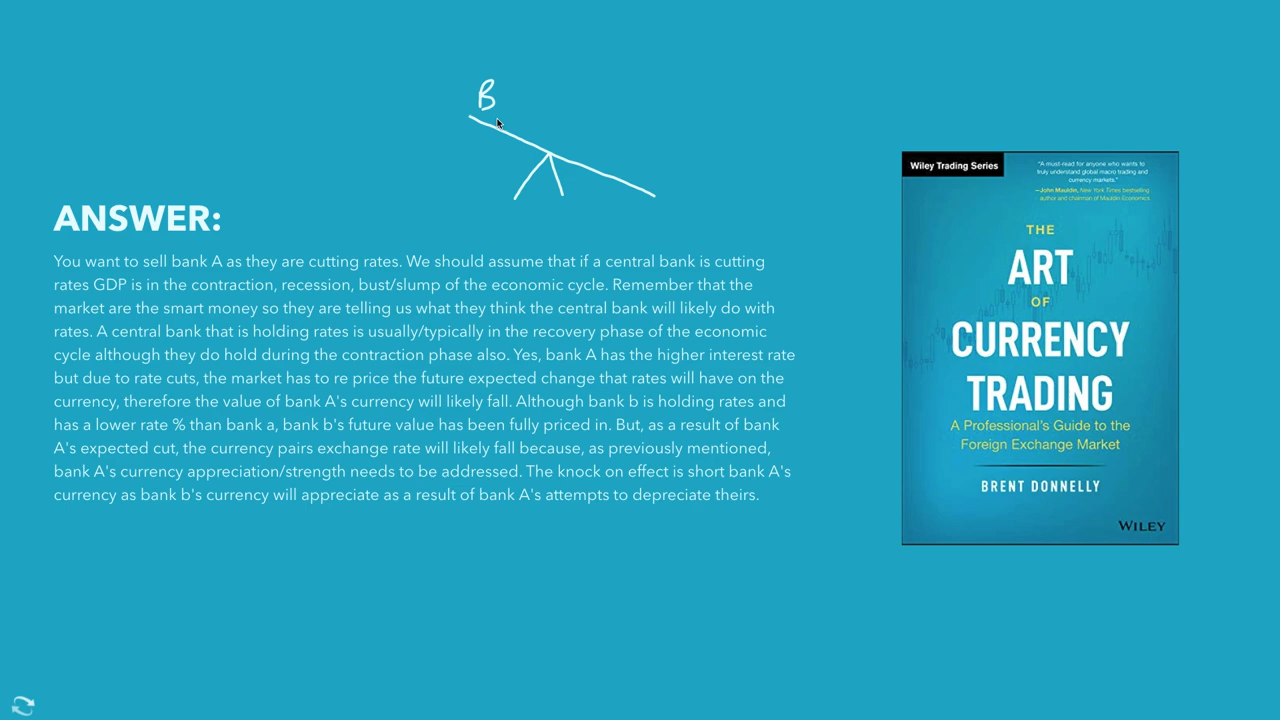 B
ANSWER:
You want to sell bank A as they are cutting rates. We should assume that if a central bank is cutting
rates GDP is in the contraction, recession, bust/slump of the economic cycle. Remember that the
market are the smart money so they are telling us what they think the central bank will likely do with
rates. A central bank that is holding rates is usually/typically in the recovery phase of the economic
cycle although they do hold during the contraction phase also. Yes, bank A has the higher interest rate
but due to rate cuts, the market has to re price the future expected change that rates will have on the
currency, therefore the value of bank A's currency will likely fall. Although bank b is holding rates and
has a lower rate % than bank a, bank b's future value has been fully priced in. But, as a result of bank
A's expected cut, the currency pairs exchange rate will likely fall because, as previously mentioned,
bank A's currency appreciation/strength needs to be addressed. The knock on effect is short bank A's
currency as bank b's currency will appreciate as a result of bank A's attempts to depreciate theirs.
Wiley Trading Series
"A must-read for anyone who wants to
truly understand global macro trading and
currency markets."
—John Mauldin, New York Times bestselling
author and chairman of Mauldin Economics
THE
ART
OF
CURRENCY
TRADING
A Professional's Guide to the
Foreign Exchange Market
BRENT DONNELLY
WILEY